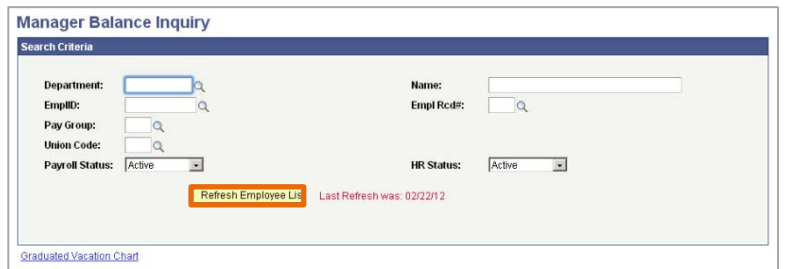 Manager Balance Inquiry
Search Criteria
Department: Name:
EmplID: Empl Rcd#:
Pay Group:
Union Code:
Payroll Status: Active HR Status: Active
Refresh Employee Lis Last Refresh was: 02/22/12
Graduated Vacation Chart